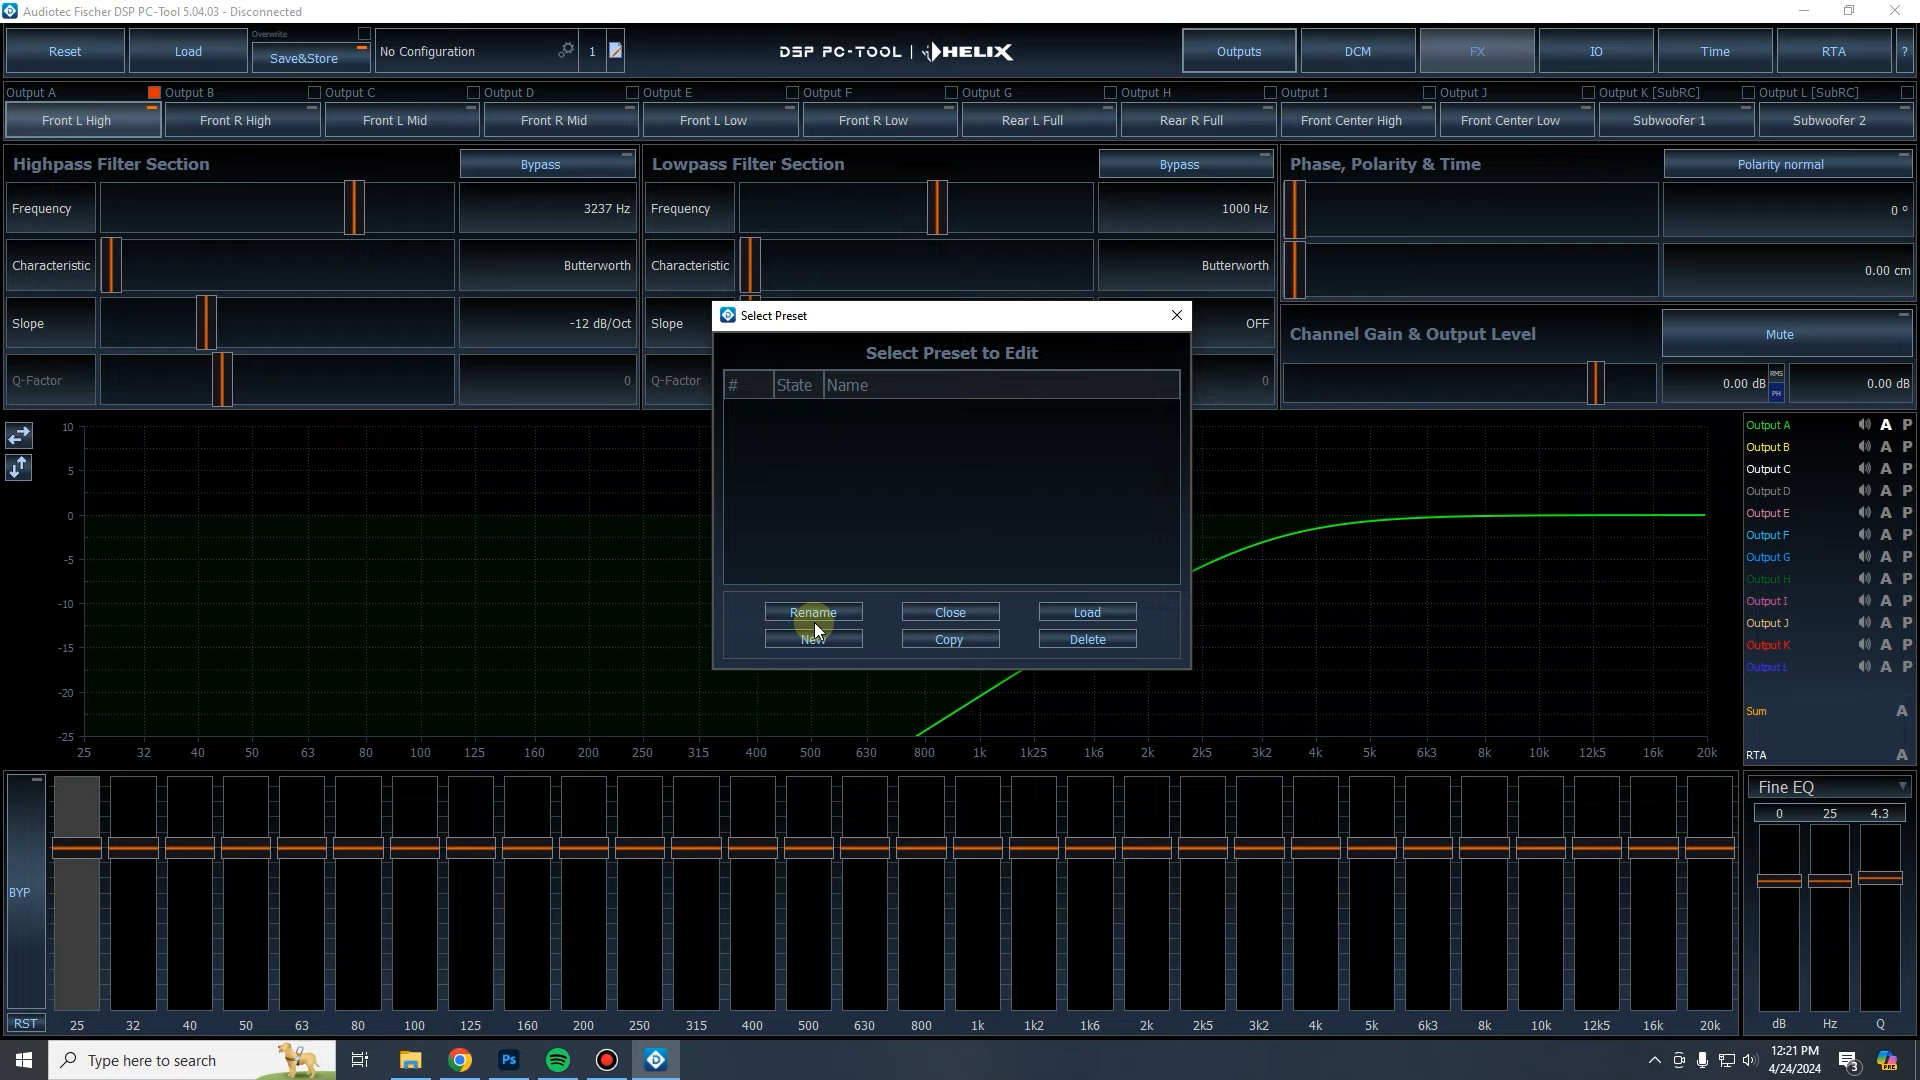 Audiotec Fischer DSP PC-Tool 5.04.03 - Disconnected
Reset
Load
Overwrite
Save&Store
No Configuration
1
DSP PC-TOOL | HELIX
Outputs
DCM
FX
IO
Time
RTA
?
Output A
Output B
Output C
Output D
Output E
Output F
Output G
Output H
Output I
Output J
Output K [SubRC]
Output L [SubRC]
Front L High
Front R High
Front L Mid
Front R Mid
Front L Low
Front R Low
Rear L Full
Rear R Full
Front Center High
Front Center Low
Subwoofer 1
Subwoofer 2
Highpass Filter Section
Bypass
Frequency
3237 Hz
Characteristic
Butterworth
Slope
-12 dB/Oct
Q-Factor
0
Lowpass Filter Section
Bypass
Frequency
1000 Hz
Characteristic
Butterworth
Slope
OFF
Q-Factor
0
Phase, Polarity & Time
Polarity normal
0 °
0.00 cm
Channel Gain & Output Level
Mute
0.00 dB
RMS
PH
0.00 dB
Select Preset
Select Preset to Edit
# State Name
Rename
Close
Load
New
Copy
Delete
10
5
0
-5
-10
-15
-20
-25
25 32 40 50 63 80 100 125 160 200 250 315 400 500 630 800 1k 1k25 1k6 2k 2k5 3k2 4k 5k 6k3 8k 10k 12k5 16k 20k
Output A A P
Output B A P
Output C A P
Output D A P
Output E A P
Output F A P
Output G A P
Output H A P
Output I A P
Output J A P
Output K A P
Output L A P
Sum A
RTA A
BYP
RST
25 32 40 50 63 80 100 125 160 200 250 315 400 500 630 800 1k 1k2 1k6 2k 2k5 3k2 4k 5k 6k3 8k 10k 12k5 16k 20k
Fine EQ
0 25 4.3
dB Hz Q
Type here to search
Ps
12:21 PM
4/24/2024
3
PRE